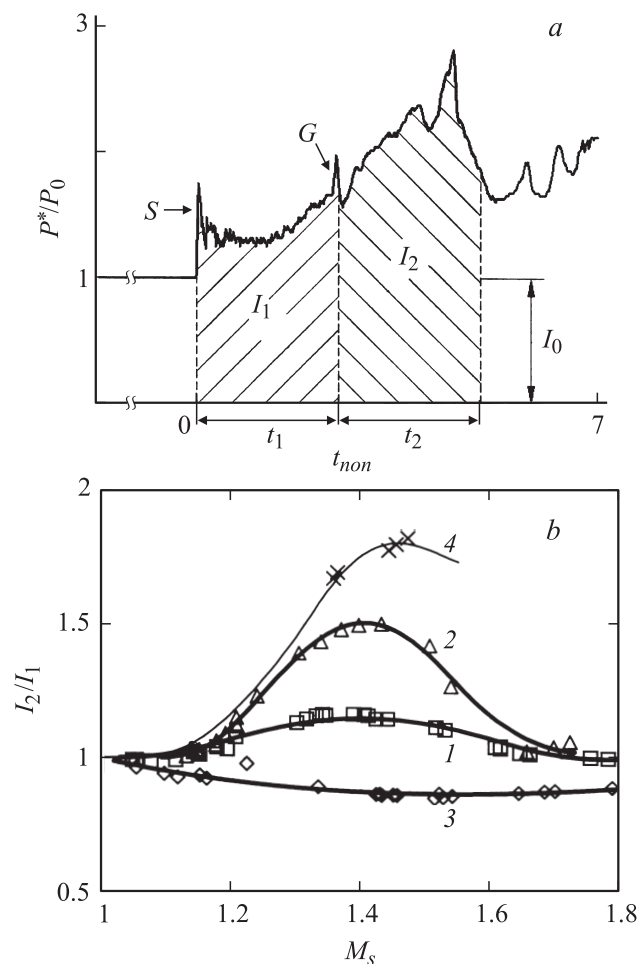 3
a
G
P*/P₀
S
I₂
1
I₁
I₀
0
7
t₁
t₂
tₙₒₙ
2
b
4
1.5
2
I₂/I₁
1
1
3
0.5
1
1.2
1.4
1.6
1.8
Mₛ